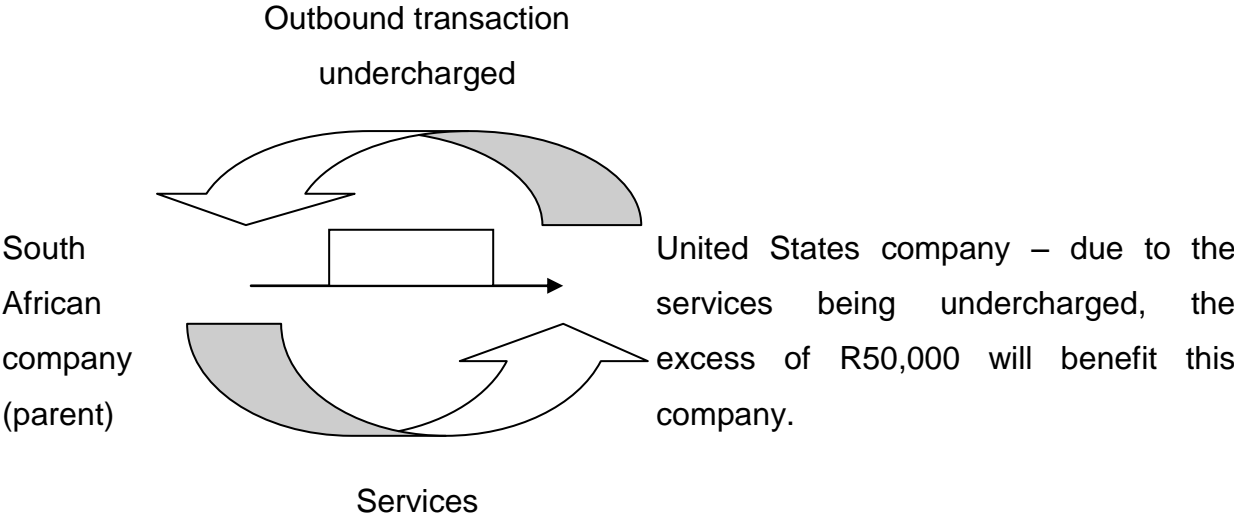 Outbound transaction
undercharged
South
African
company
(parent)
United States company – due to the
services being undercharged, the
excess of R50,000 will benefit this
company.
Services